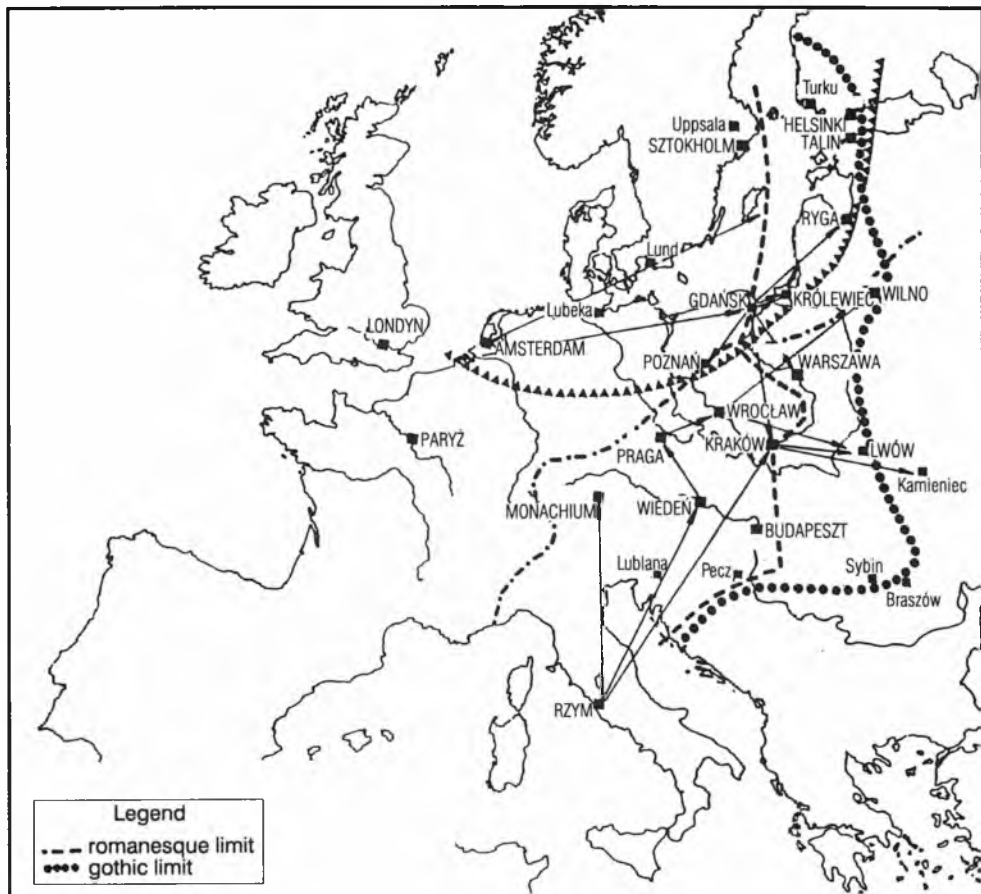 Turku
Uppsala
HELSINKI
SZTOKHOLM
TALIN
RYGA
Lund
GDAŃSK
KRÓLEWIEC
WILNO
Lubeka
LONDYN
AMSTERDAM
POZNAŃ
WARSZAWA
WROCŁAW
PARYŻ
PRAGA
KRAKÓW
LWÓW
Kamieniec
MONACHIUM
WIEDEŃ
BUDAPESZT
Lublana
Pecz
Sybin
Braszów
RZYM
Legend
romanesque limit
gothic limit